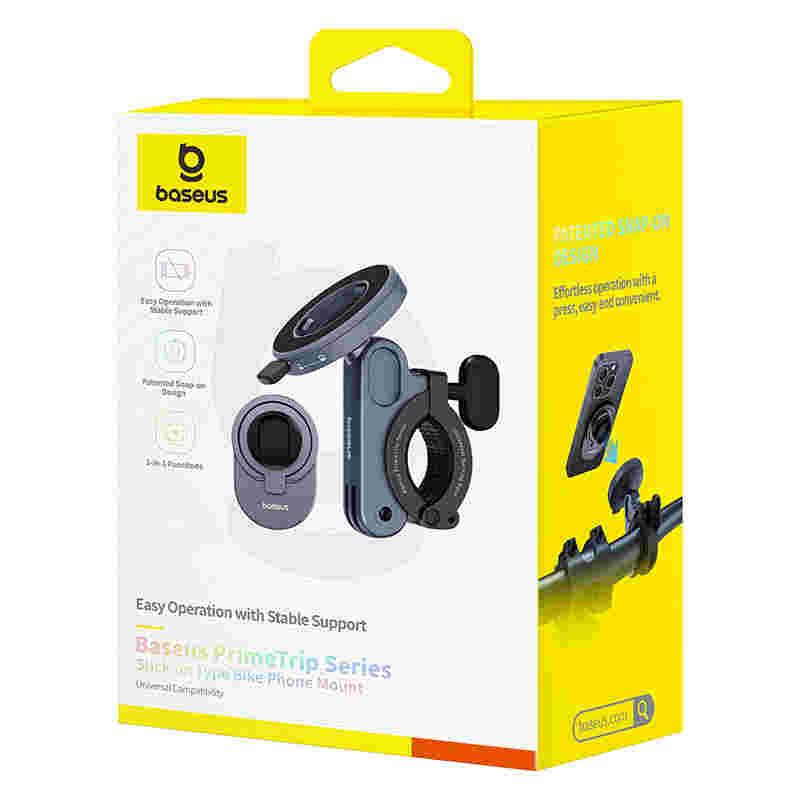 baseus
Easy Operation with
Stable Support
Patented Snap-on
Design
3-in-1 Functions
baseus
baseus
Easy Operation with Stable Support
Baseus PrimeTrip Series
Stick-on Type Bike Phone Mount
Universal Compatibility
PATENTED SNAP-ON
DESIGN
Effortless operation with a
press, easy and convenient.
baseus.com